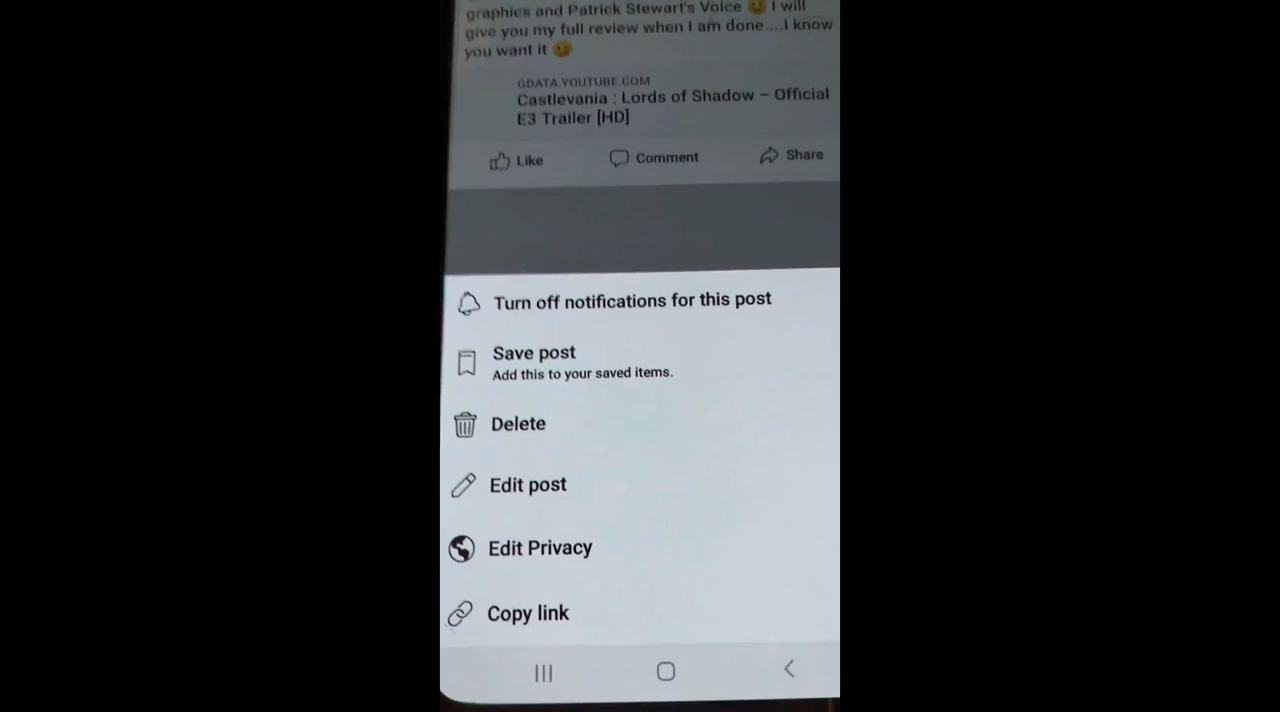 graphics and Patrick Stewart's Voice 😉 I will
give you my full review when I am done....I know
you want it 😉
GDATA.YOUTUBE.COM
Castlevania : Lords of Shadow – Official
E3 Trailer [HD]
Like Comment Share
Turn off notifications for this post
Save post
Add this to your saved items.
Delete
Edit post
Edit Privacy
Copy link